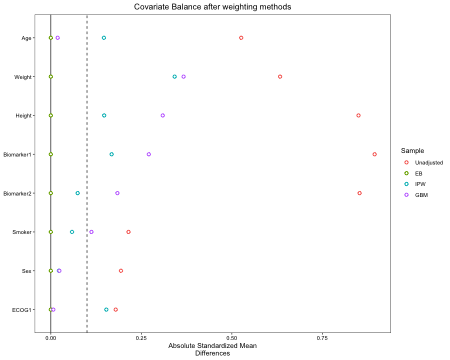 Covariate Balance after weighting methods
Age
Weight
Height
Biomarker1
Biomarker2
Smoker
Sex
ECOG1
0.00
0.25
0.50
0.75
Absolute Standardized Mean
Differences
Sample
Unadjusted
EB
IPW
GBM